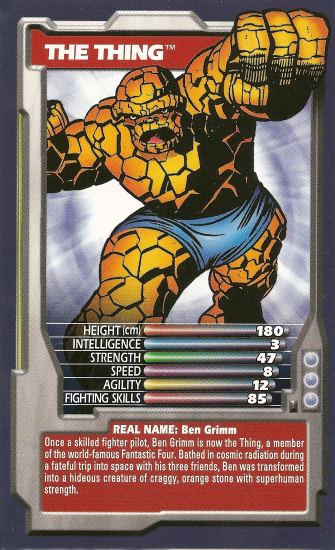 THE THING™
HEIGHT (cm) 180
INTELLIGENCE 3
STRENGTH 47
SPEED 8
AGILITY 12
FIGHTING SKILLS 85
REAL NAME: Ben Grimm
Once a skilled fighter pilot, Ben Grimm is now the Thing, a member
of the world-famous Fantastic Four. Bathed in cosmic radiation during
a fateful trip into space with his three friends, Ben was transformed
into a hideous creature of craggy, orange stone with superhuman
strength.